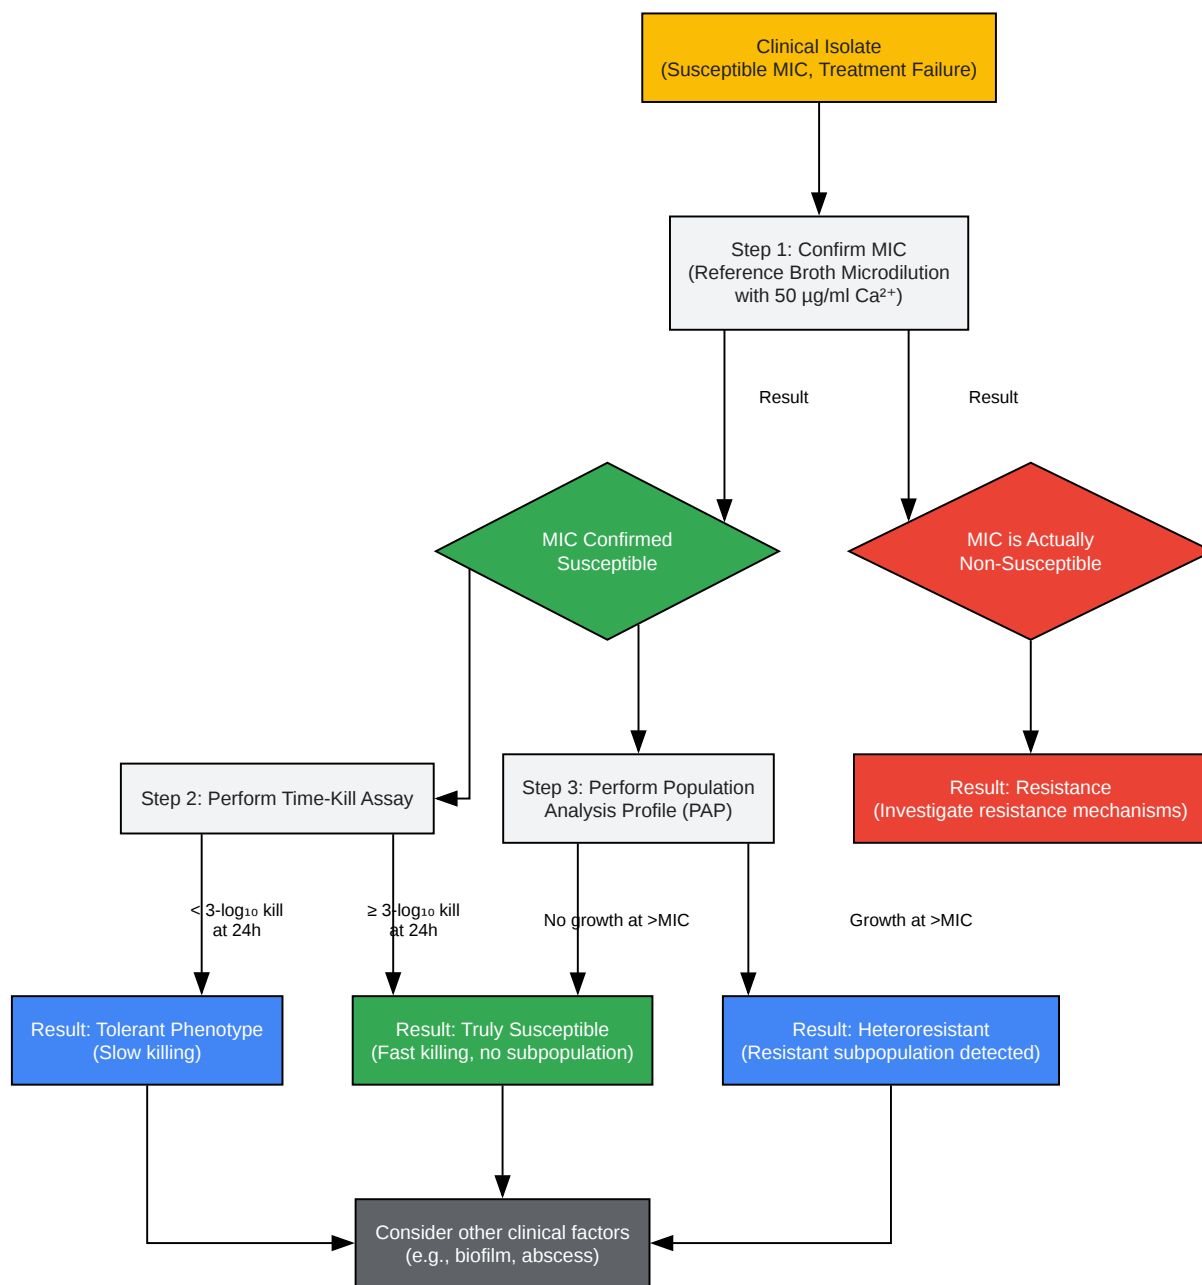 Clinical Isolate
(Susceptible MIC, Treatment Failure)
Step 1: Confirm MIC
(Reference Broth Microdilution
with 50 µg/ml Ca²⁺)
Result
Result
MIC Confirmed
Susceptible
MIC is Actually
Non-Susceptible
Step 2: Perform Time-Kill Assay
Step 3: Perform Population
Analysis Profile (PAP)
Result: Resistance
(Investigate resistance mechanisms)
< 3-log₁₀ kill
at 24h
≥ 3-log₁₀ kill
at 24h
No growth at >MIC
Growth at >MIC
Result: Tolerant Phenotype
(Slow killing)
Result: Truly Susceptible
(Fast killing, no subpopulation)
Result: Heteroresistant
(Resistant subpopulation detected)
Consider other clinical factors
(e.g., biofilm, abscess)